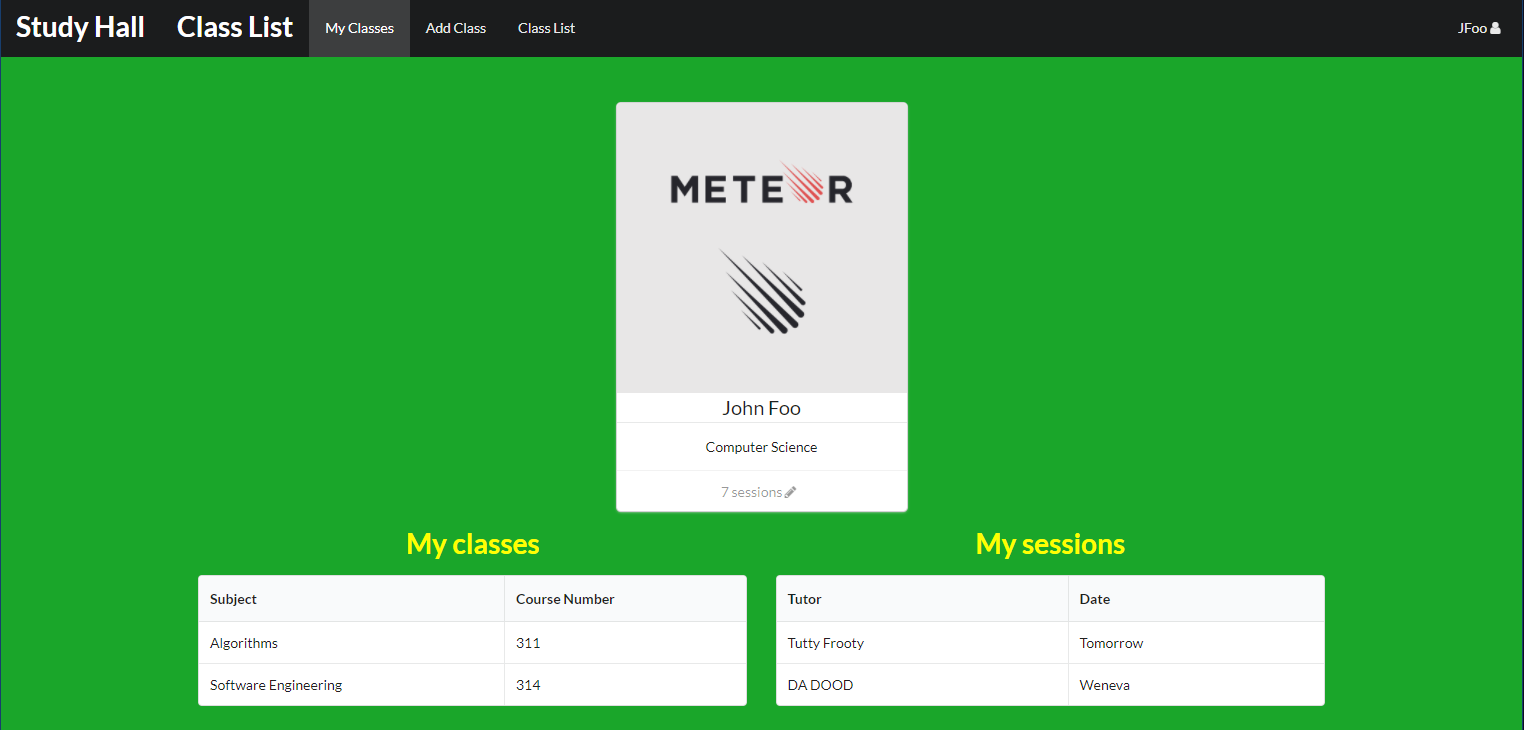 Study Hall Class List My Classes Add Class Class List JFoo
METEOR
John Foo
Computer Science
7 sessions
My classes
Subject Course Number
Algorithms 311
Software Engineering 314
My sessions
Tutor Date
Tutty Frooty Tomorrow
DA DOOD Weneva